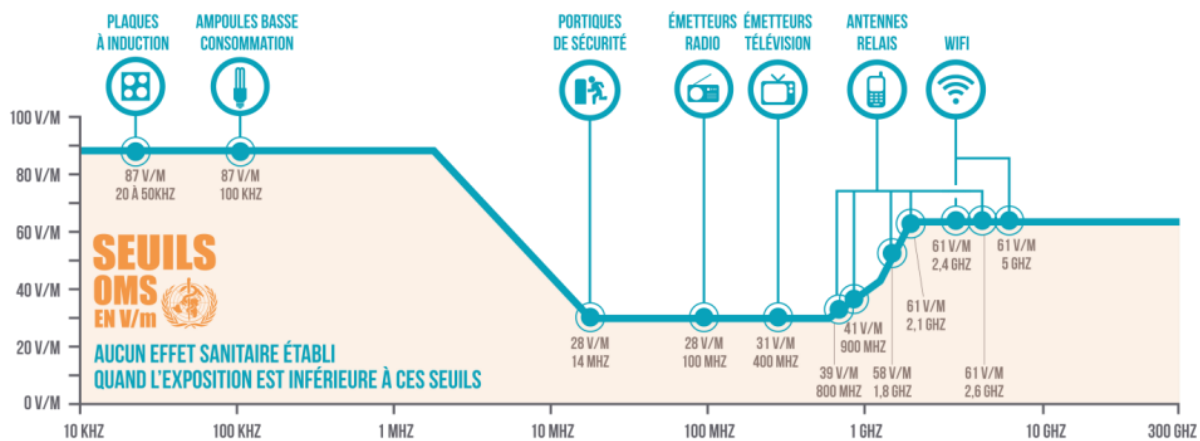 PLAQUES
À INDUCTION
AMPOULES BASSE
CONSOMMATION
PORTIQUES
DE SÉCURITÉ
ÉMETTEURS
RADIO
ÉMETTEURS
TÉLÉVISION
ANTENNES
RELAIS
WIFI
100 V/M
80 V/M
60 V/M
40 V/M
20 V/M
0 V/M
87 V/M
20 À 50KHZ
87 V/M
100 KHZ
28 V/M
14 MHZ
28 V/M
100 MHZ
31 V/M
400 MHZ
39 V/M
800 MHZ
41 V/M
900 MHZ
58 V/M
1,8 GHZ
61 V/M
2,1 GHZ
61 V/M
2,4 GHZ
61 V/M
2,6 GHZ
61 V/M
5 GHZ
SEUILS
OMS
EN V/m
AUCUN EFFET SANITAIRE ÉTABLI
QUAND L'EXPOSITION EST INFÉRIEURE À CES SEUILS
10 KHZ
100 KHZ
1 MHZ
10 MHZ
100 MHZ
1 GHZ
10 GHZ
300 GHZ